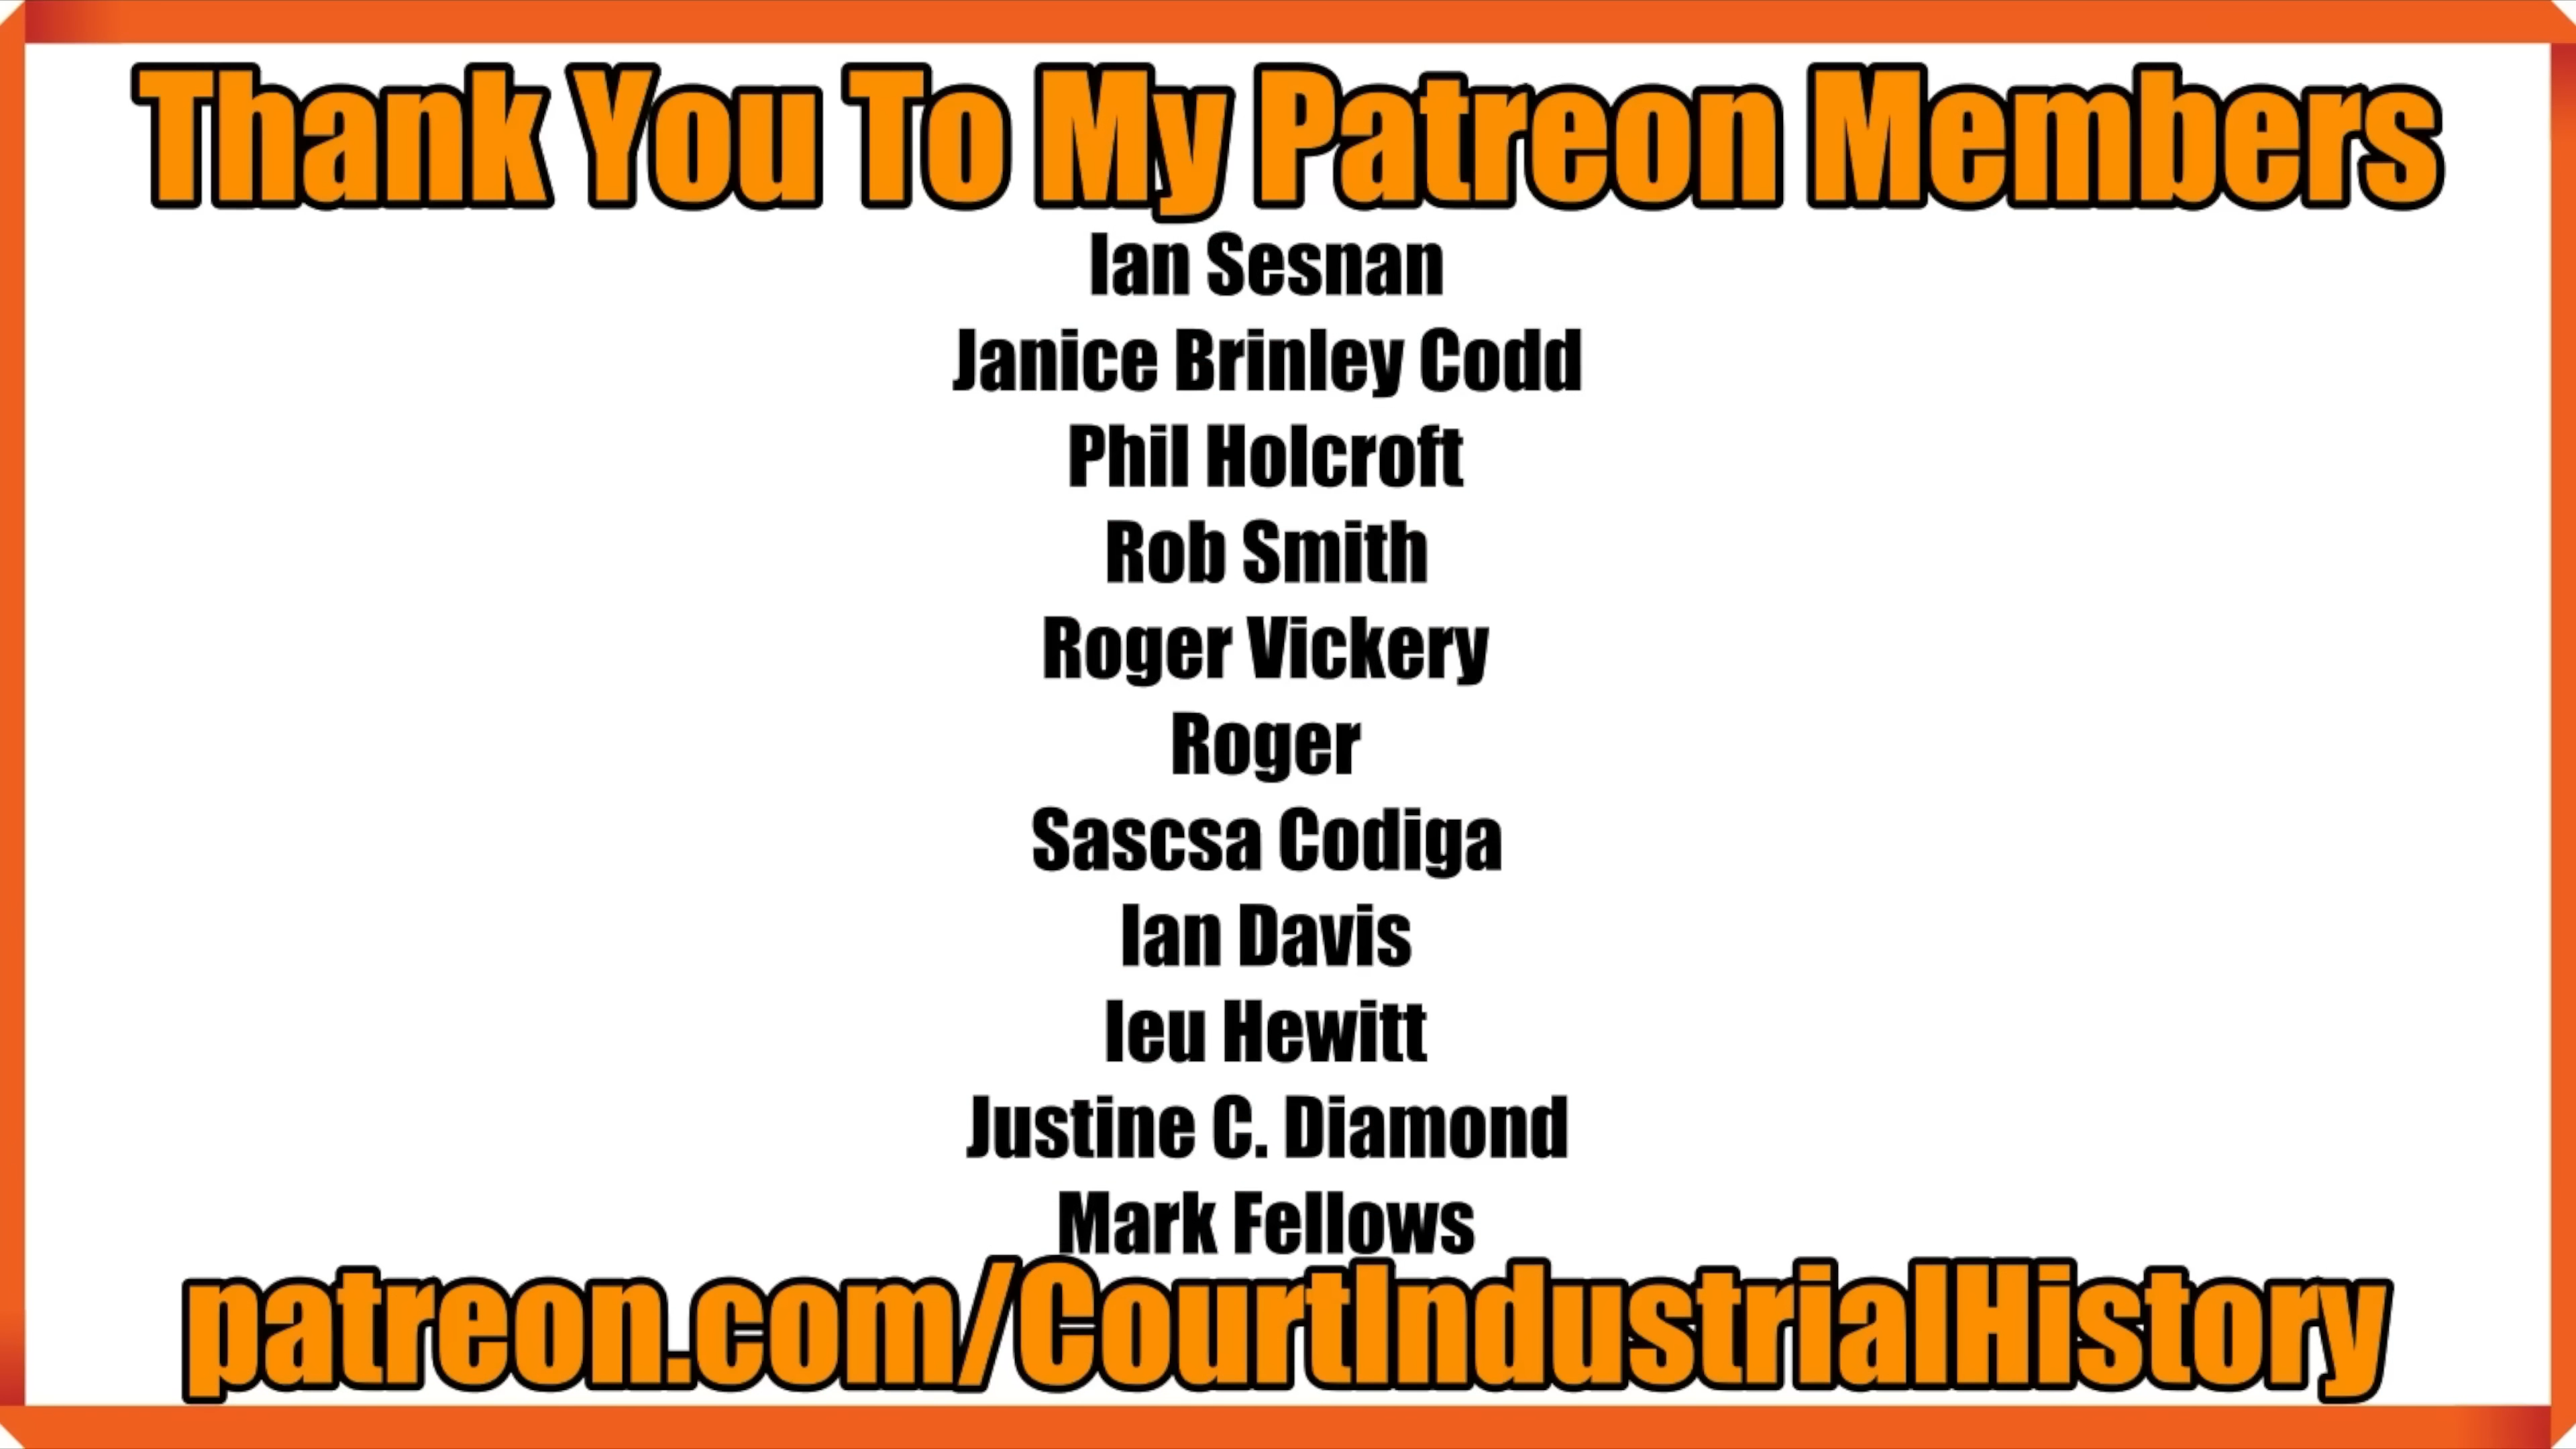 Thank You To My Patreon Members
Ian Sesnan
Janice Brinley Codd
Phil Holcroft
Rob Smith
Roger Vickery
Roger
Sascsa Codiga
Ian Davis
Ieu Hewitt
Justine C. Diamond
Mark Fellows
patreon.com/CourtIndustrialHistory